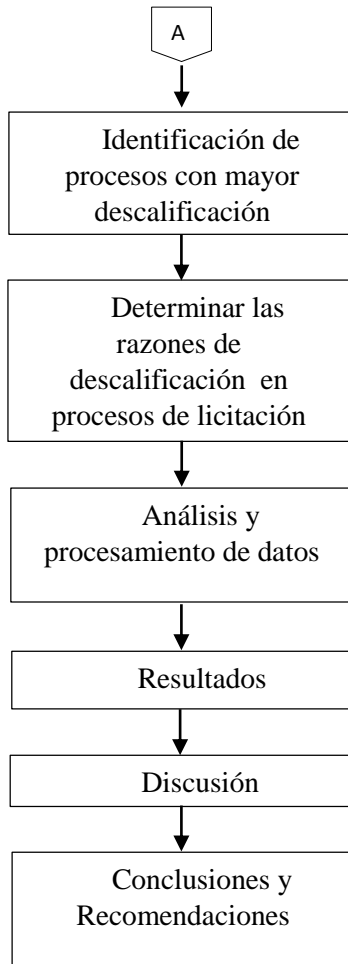 A
Identificación de
procesos con mayor
descalificación
Determinar las
razones de
descalificación en
procesos de licitación
Análisis y
procesamiento de datos
Resultados
Discusión
Conclusiones y
Recomendaciones